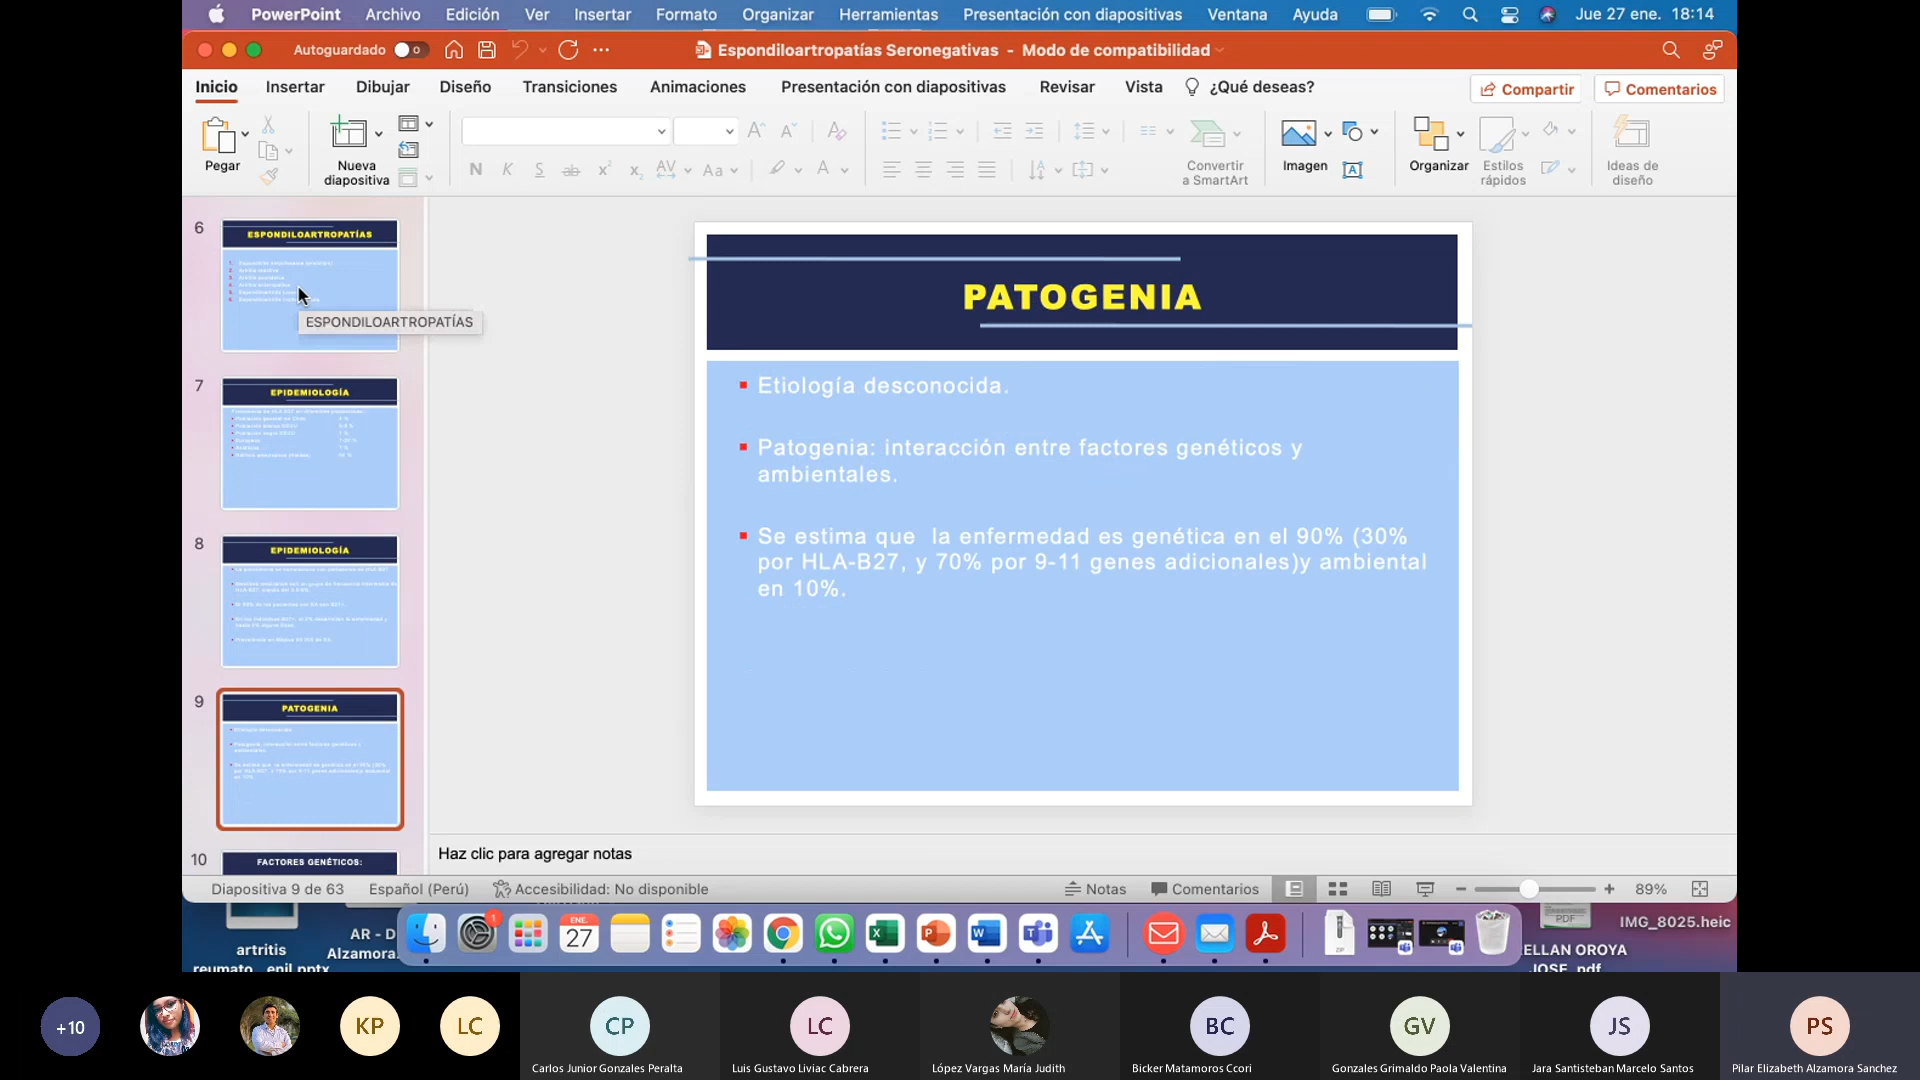 PowerPoint Archivo Edición Ver Insertar Formato Organizar Herramientas Presentación con diapositivas Ventana Ayuda Jue 27 ene. 18:14
Autoguardado Espondiloartropatías Seronegativas - Modo de compatibilidad
Inicio Insertar Dibujar Diseño Transiciones Animaciones Presentación con diapositivas Revisar Vista ¿Qué deseas? Compartir Comentarios
Pegar
Nueva
diapositiva
Convertir
a SmartArt
Imagen
Organizar
Estilos
rápidos
Ideas de
diseño
6
ESPONDILOARTROPATÍAS
ESPONDILOARTROPATÍAS
7
EPIDEMIOLOGÍA
8
EPIDEMIOLOGÍA
9
PATOGENIA
10
FACTORES GENÉTICOS:
PATOGENIA
Etiología desconocida.
Patogenia: interacción entre factores genéticos y
ambientales.
Se estima que la enfermedad es genética en el 90% (30%
por HLA-B27, y 70% por 9-11 genes adicionales)y ambiental
en 10%.
Haz clic para agregar notas
Diapositiva 9 de 63 Español (Perú) Accesibilidad: No disponible Notas Comentarios 89%
artritis
AR - D
Alzamora.
ENE.
27
1
ZIP
PDF
IMG_8025.heic
ELLAN OROYA
JOSE pdf
+10 KP LC CP LC BC GV JS PS
Carlos Junior Gonzales Peralta
Luis Gustavo Liviac Cabrera
López Vargas María Judith
Bicker Matamoros Ccori
Gonzales Grimaldo Paola Valentina
Jara Santisteban Marcelo Santos
Pilar Elizabeth Alzamora Sanchez